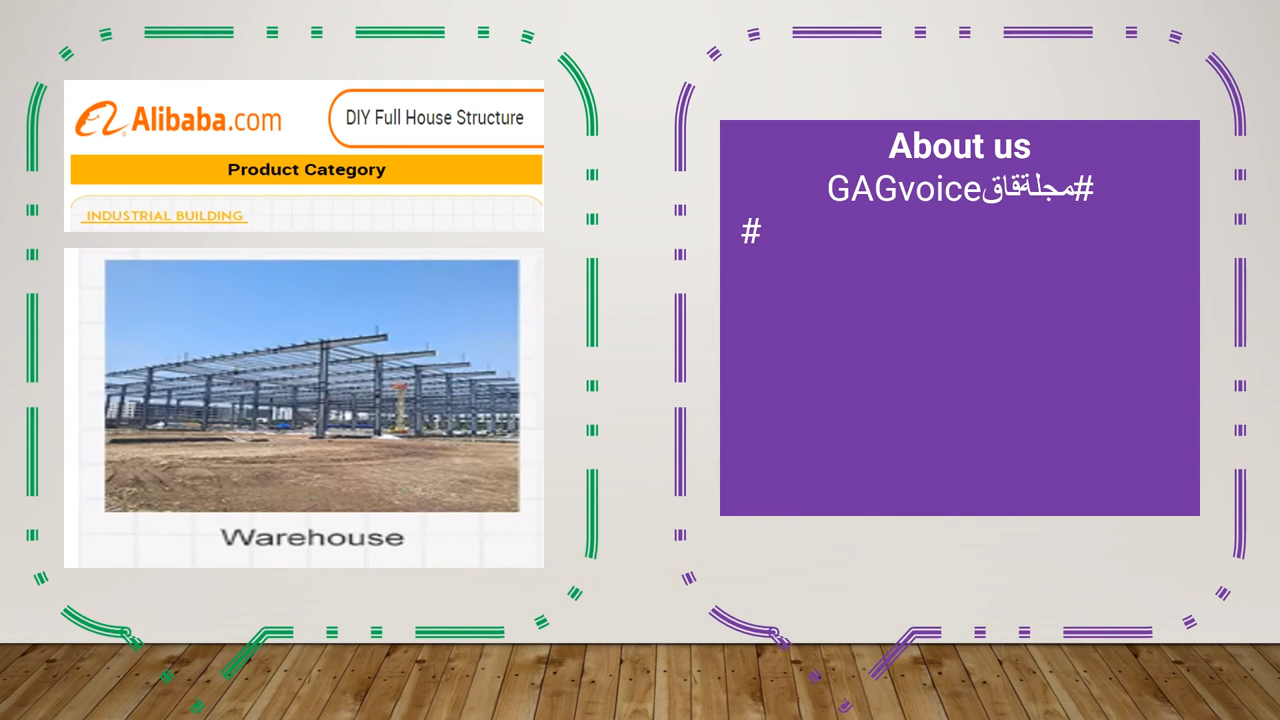 Alibaba.com
DIY Full House Structure
Product Category
INDUSTRIAL BUILDING
Warehouse
About us
#مجلةقاقGAGvoice
#